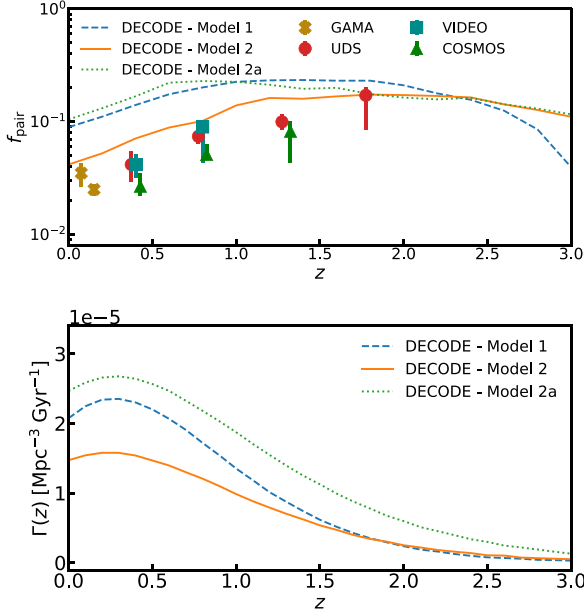 10⁰
DECODE - Model 1
DECODE - Model 2
DECODE - Model 2a
GAMA
UDS
VIDEO
COSMOS
f_pair
10⁻¹
10⁻²
0.0 0.5 1.0 1.5 2.0 2.5 3.0
z
1e−5
DECODE - Model 1
DECODE - Model 2
DECODE - Model 2a
Γ(z) [Mpc⁻³ Gyr⁻¹]
3
2
1
0
0.0 0.5 1.0 1.5 2.0 2.5 3.0
z